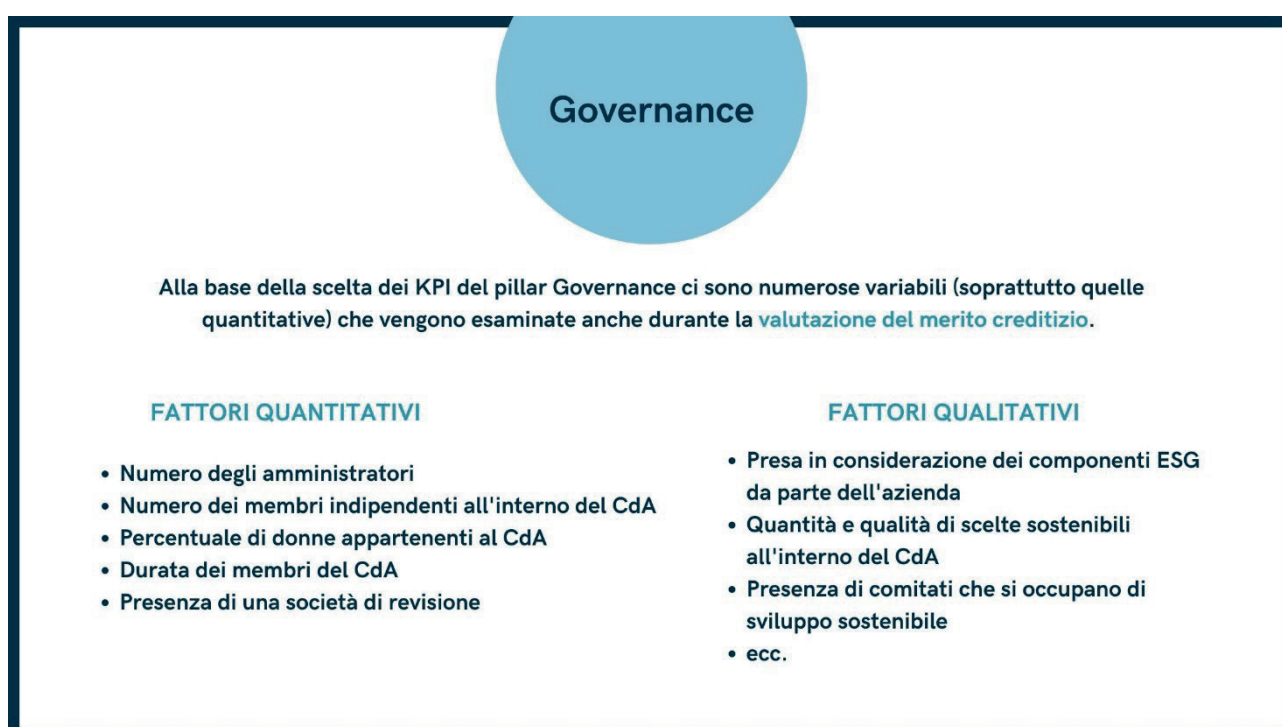 Governance
Alla base della scelta dei KPI del pillar Governance ci sono numerose variabili (soprattutto quelle
quantitative) che vengono esaminate anche durante la valutazione del merito creditizio.
FATTORI QUANTITATIVI
• Numero degli amministratori
• Numero dei membri indipendenti all'interno del CdA
• Percentuale di donne appartenenti al CdA
• Durata dei membri del CdA
• Presenza di una società di revisione
FATTORI QUALITATIVI
• Presa in considerazione dei componenti ESG
da parte dell'azienda
• Quantità e qualità di scelte sostenibili
all'interno del CdA
• Presenza di comitati che si occupano di
sviluppo sostenibile
• ecc.